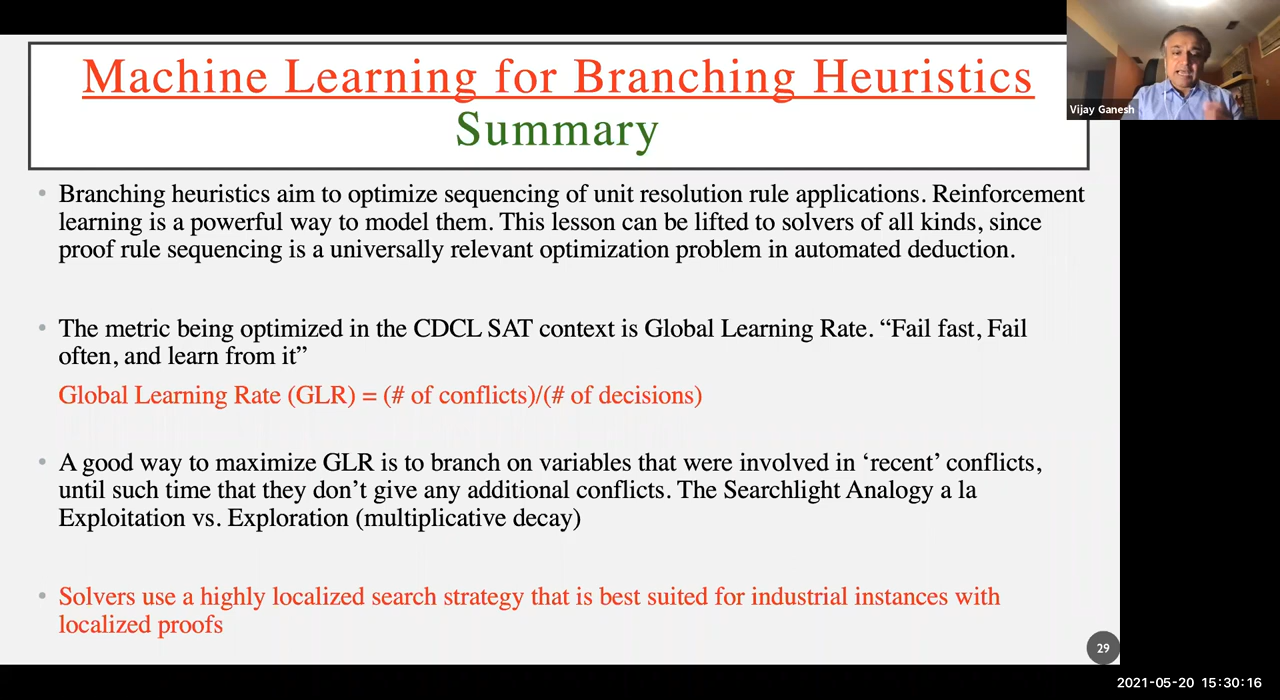 Machine Learning for Branching Heuristics
Summary
Vijay Ganesh
• Branching heuristics aim to optimize sequencing of unit resolution rule applications. Reinforcement
learning is a powerful way to model them. This lesson can be lifted to solvers of all kinds, since
proof rule sequencing is a universally relevant optimization problem in automated deduction.
• The metric being optimized in the CDCL SAT context is Global Learning Rate. “Fail fast, Fail
often, and learn from it”
Global Learning Rate (GLR) = (# of conflicts)/(# of decisions)
• A good way to maximize GLR is to branch on variables that were involved in ‘recent’ conflicts,
until such time that they don’t give any additional conflicts. The Searchlight Analogy a la
Exploitation vs. Exploration (multiplicative decay)
• Solvers use a highly localized search strategy that is best suited for industrial instances with
localized proofs
29
2021-05-20 15:30:16